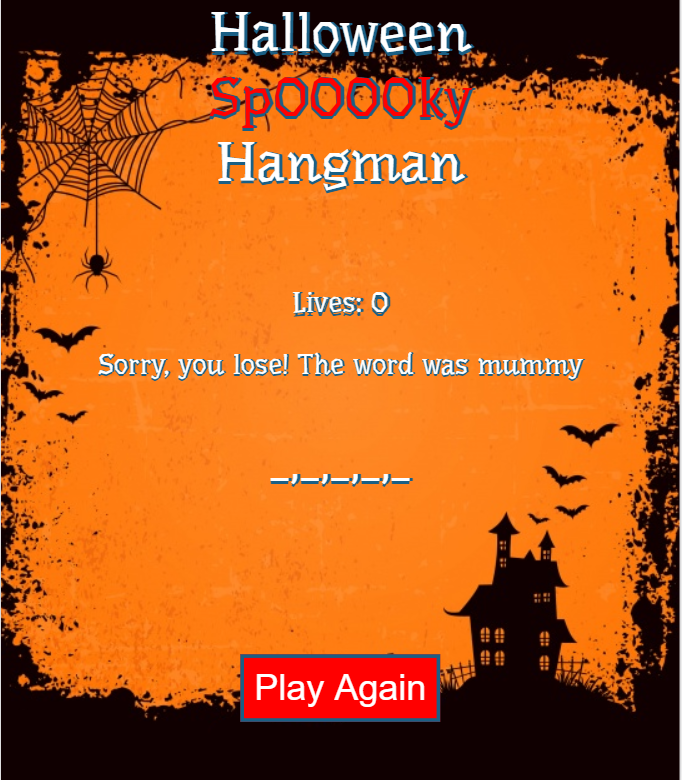 Halloween
SpOOOOky
Hangman
Lives: 0
Sorry, you lose! The word was mummy
_,_,_,_,_
Play Again